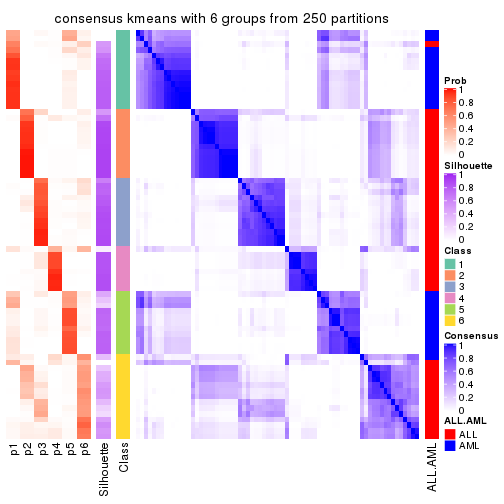 consensus kmeans with 6 groups from 250 partitions
Prob
1
0.8
0.6
0.4
0.2
0
Silhouette
1
0.8
0.6
0.4
0.2
0
Class
1
2
3
4
5
6
Consensus
1
0.8
0.6
0.4
0.2
0
ALL.AML
ALL
AML
p1
p2
p3
p4
p5
p6
Silhouette
Class
ALL.AML